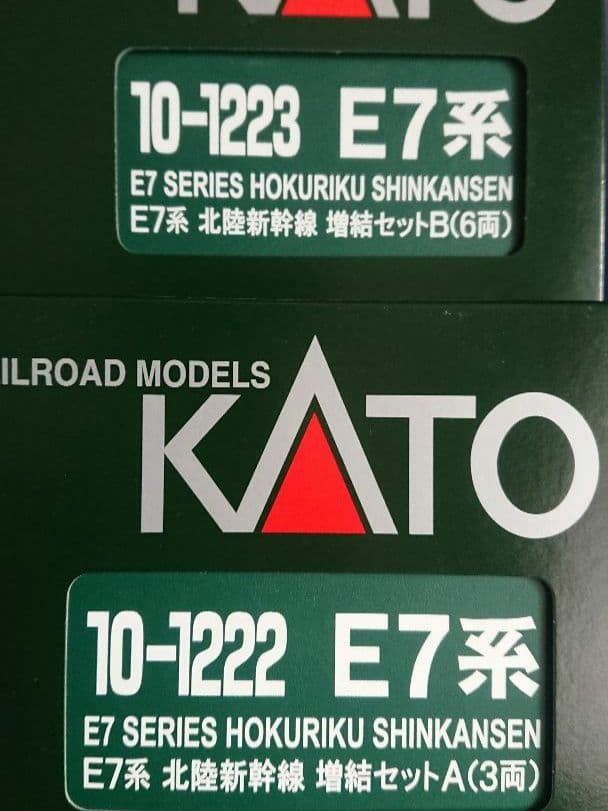 KATO
10-1223 E7系
E7 SERIES HOKURIKU SHINKANSEN
E7系 北陸新幹線 増結セットB(6両)
ILROAD MODELS
KATO
10-1222 E7系
E7 SERIES HOKURIKU SHINKANSEN
E7系 北陸新幹線 増結セットA(3両)